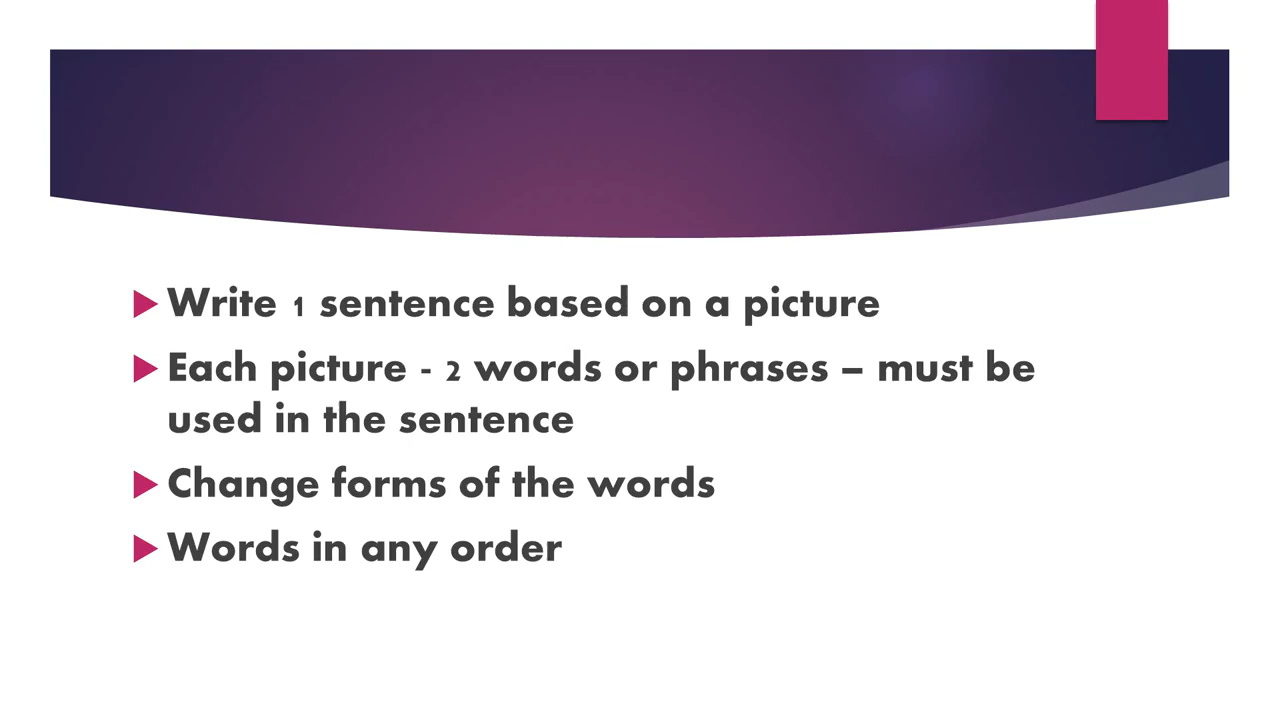 Write 1 sentence based on a picture
Each picture - 2 words or phrases – must be
used in the sentence
Change forms of the words
Words in any order